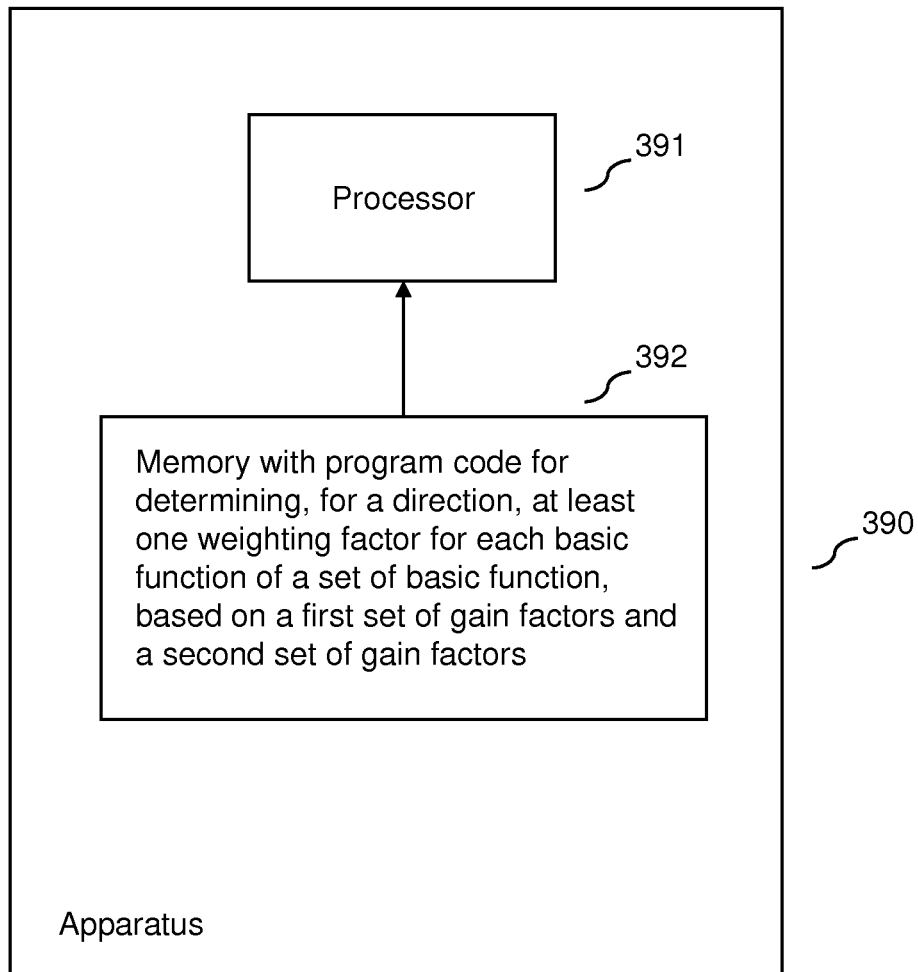 Processor
391
392
Memory with program code for
determining, for a direction, at least
one weighting factor for each basic
function of a set of basic function,
based on a first set of gain factors and
a second set of gain factors
390
Apparatus